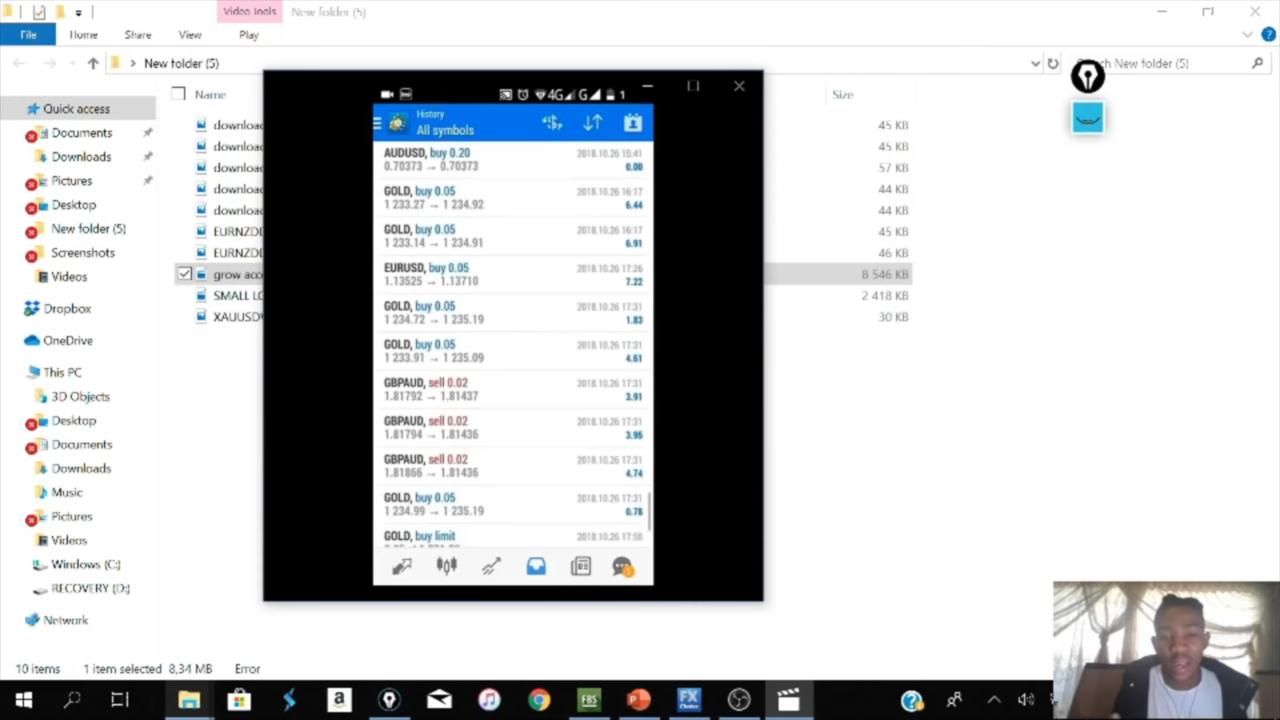 Video Tools
New folder (5)
File
Home
Share
View
Play
New folder (5)
New folder (5)
Name
Size
Quick access
Documents
Downloads
Pictures
Desktop
New folder (5)
Screenshots
Videos
Dropbox
OneDrive
This PC
3D Objects
Desktop
Documents
Downloads
Music
Pictures
Videos
Windows (C:)
RECOVERY (D:)
Network
45 KB
45 KB
57 KB
44 KB
44 KB
EURNZD
45 KB
EURNZD
46 KB
grow acc
8 546 KB
SMALL
2 418 KB
30 KB
4G
G
1
History
All symbols
AUDUSD, buy 0.20
2018.10.26 15:41
0.70373 → 0.70373
0.00
GOLD, buy 0.05
2018.10.26 16:17
1 233.27 → 1 234.92
6.44
GOLD, buy 0.05
2018.10.26 16:17
1 233.14 → 1 234.91
6.91
EURUSD, buy 0.05
2018.10.26 17:26
1.13525 → 1.13710
7.22
GOLD, buy 0.05
2018.10.26 17:31
1 234.72 → 1 235.19
1.83
GOLD, buy 0.05
2018.10.26 17:31
1 233.91 → 1 235.09
4.61
GBPAUD, sell 0.02
2018.10.26 17:31
1.81792 → 1.81437
3.91
GBPAUD, sell 0.02
2018.10.26 17:31
1.81794 → 1.81436
3.95
GBPAUD, sell 0.02
2018.10.26 17:31
1.81866 → 1.81436
4.74
GOLD, buy 0.05
2018.10.26 17:31
1 234.99 → 1 235.19
0.78
GOLD, buy limit
2018.10.26 17:58
10 items
1 item selected
8,34 MB
Error
FBS
FX
Choice